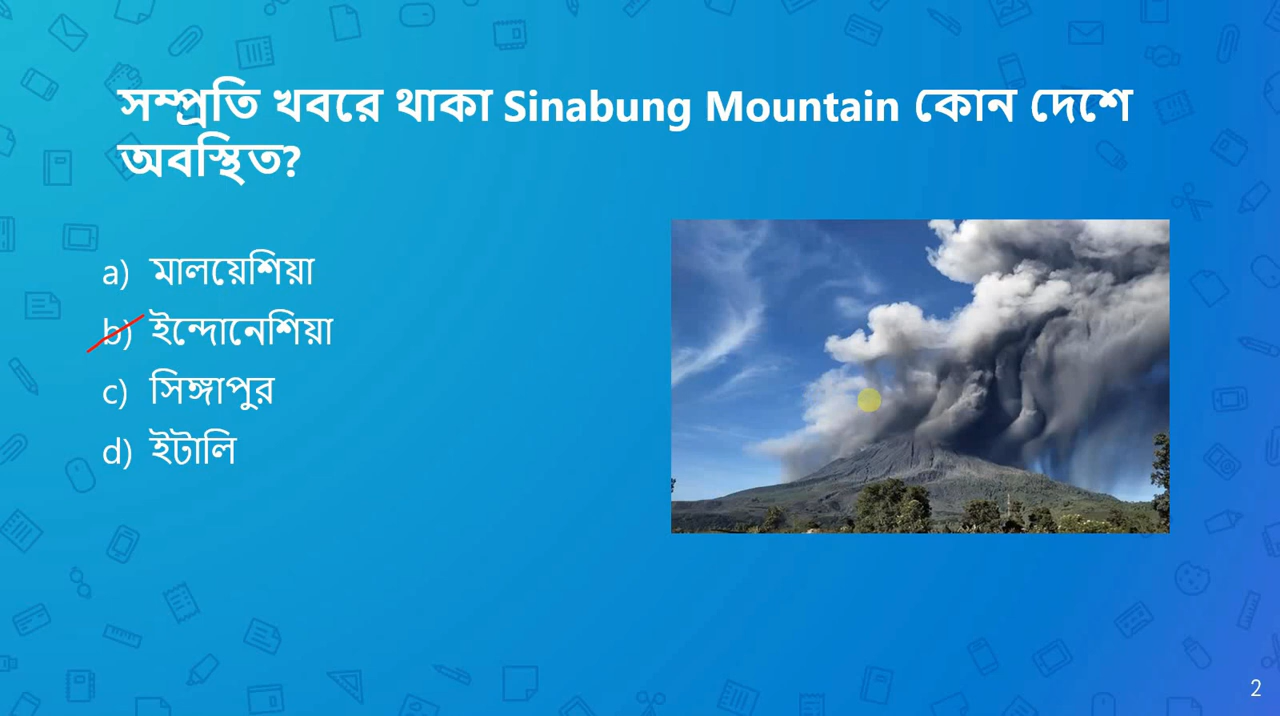 সম্প্রতি খবরে থাকা Sinabung Mountain কোন দেশে
অবস্থিত?
a) মালয়েশিয়া
b) ইন্দোনেশিয়া
c) সিঙ্গাপুর
d) ইটালি
2